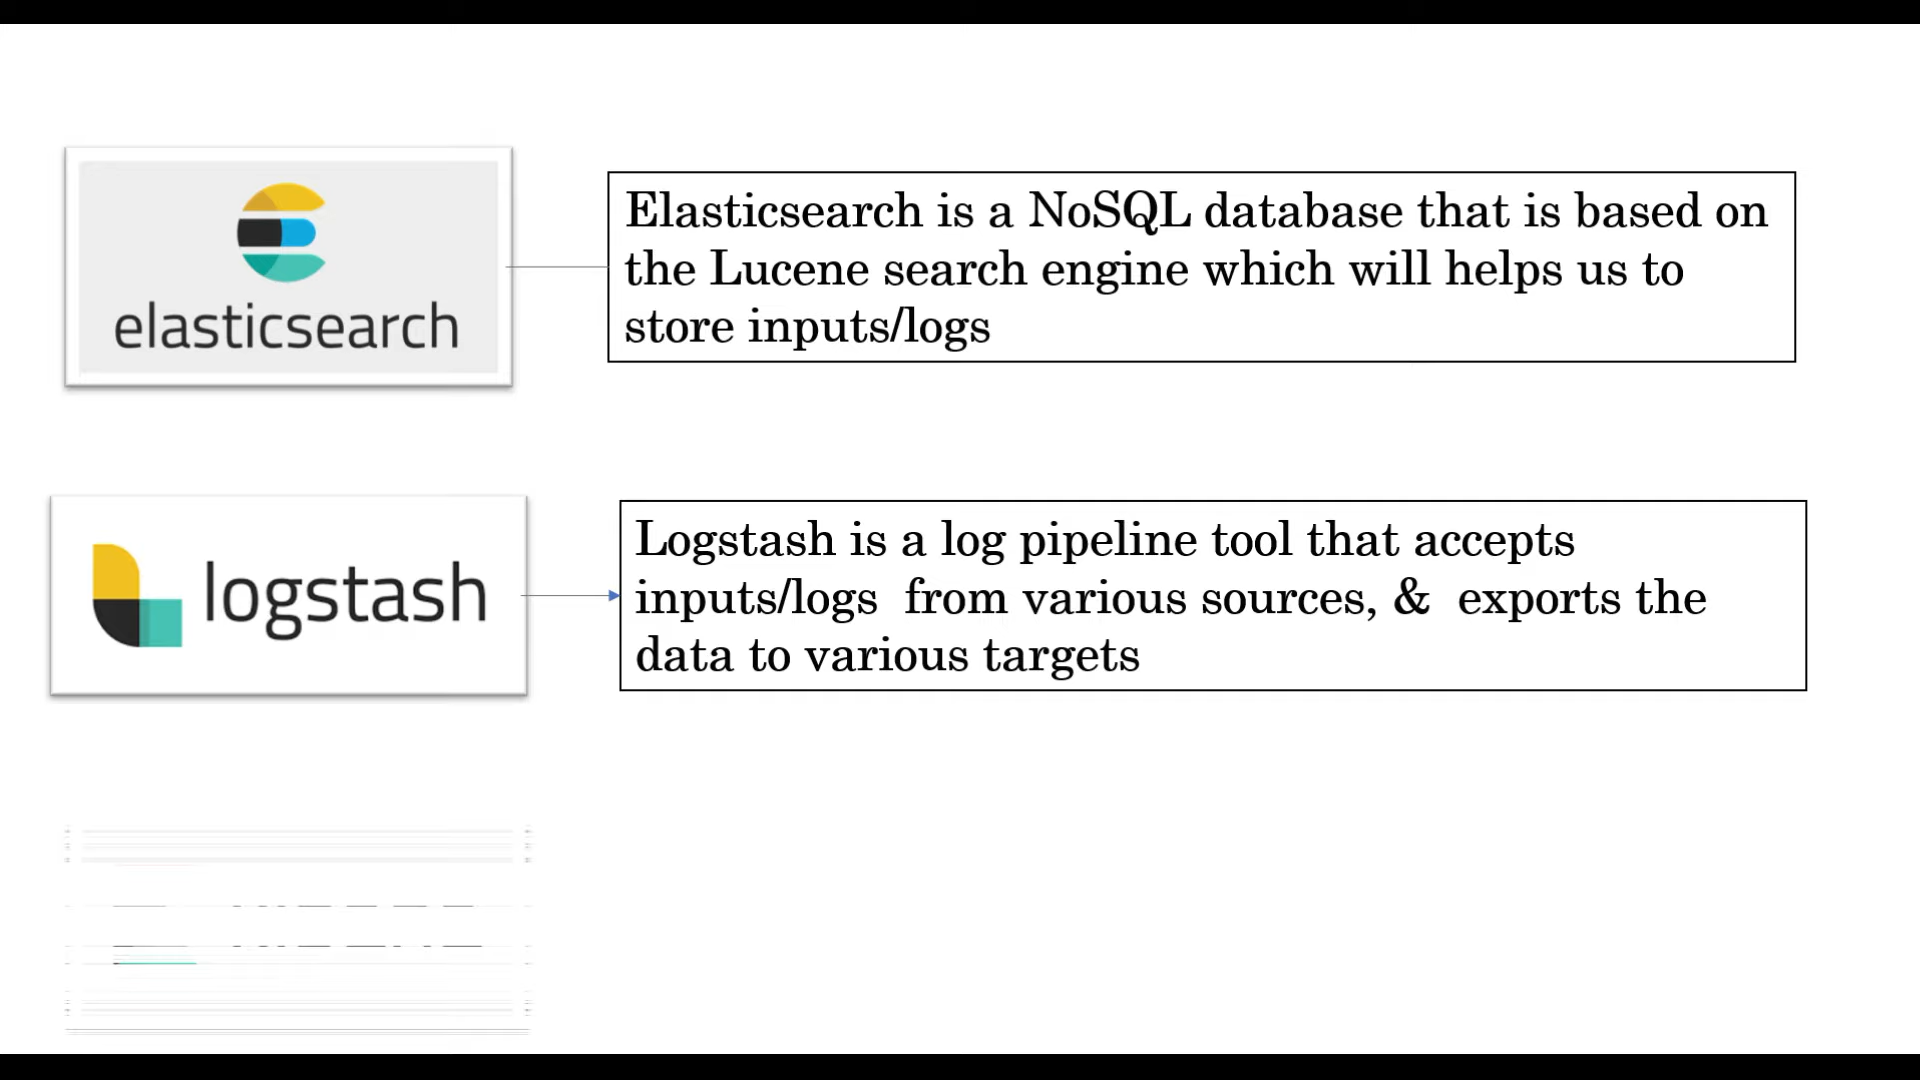 elasticsearch
Elasticsearch is a NoSQL database that is based on
the Lucene search engine which will helps us to
store inputs/logs
logstash
Logstash is a log pipeline tool that accepts
inputs/logs  from various sources, &  exports the
data to various targets